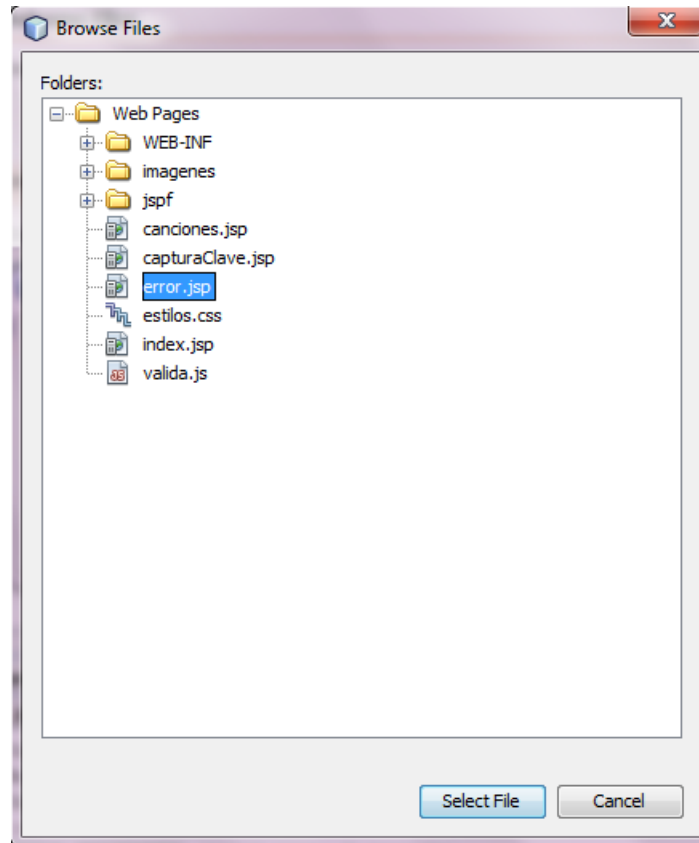 Browse Files
Folders:
Web Pages
WEB-INF
imagenes
jspf
canciones.jsp
capturaClave.jsp
error.jsp
estilos.css
index.jsp
valida.js
Select File
Cancel